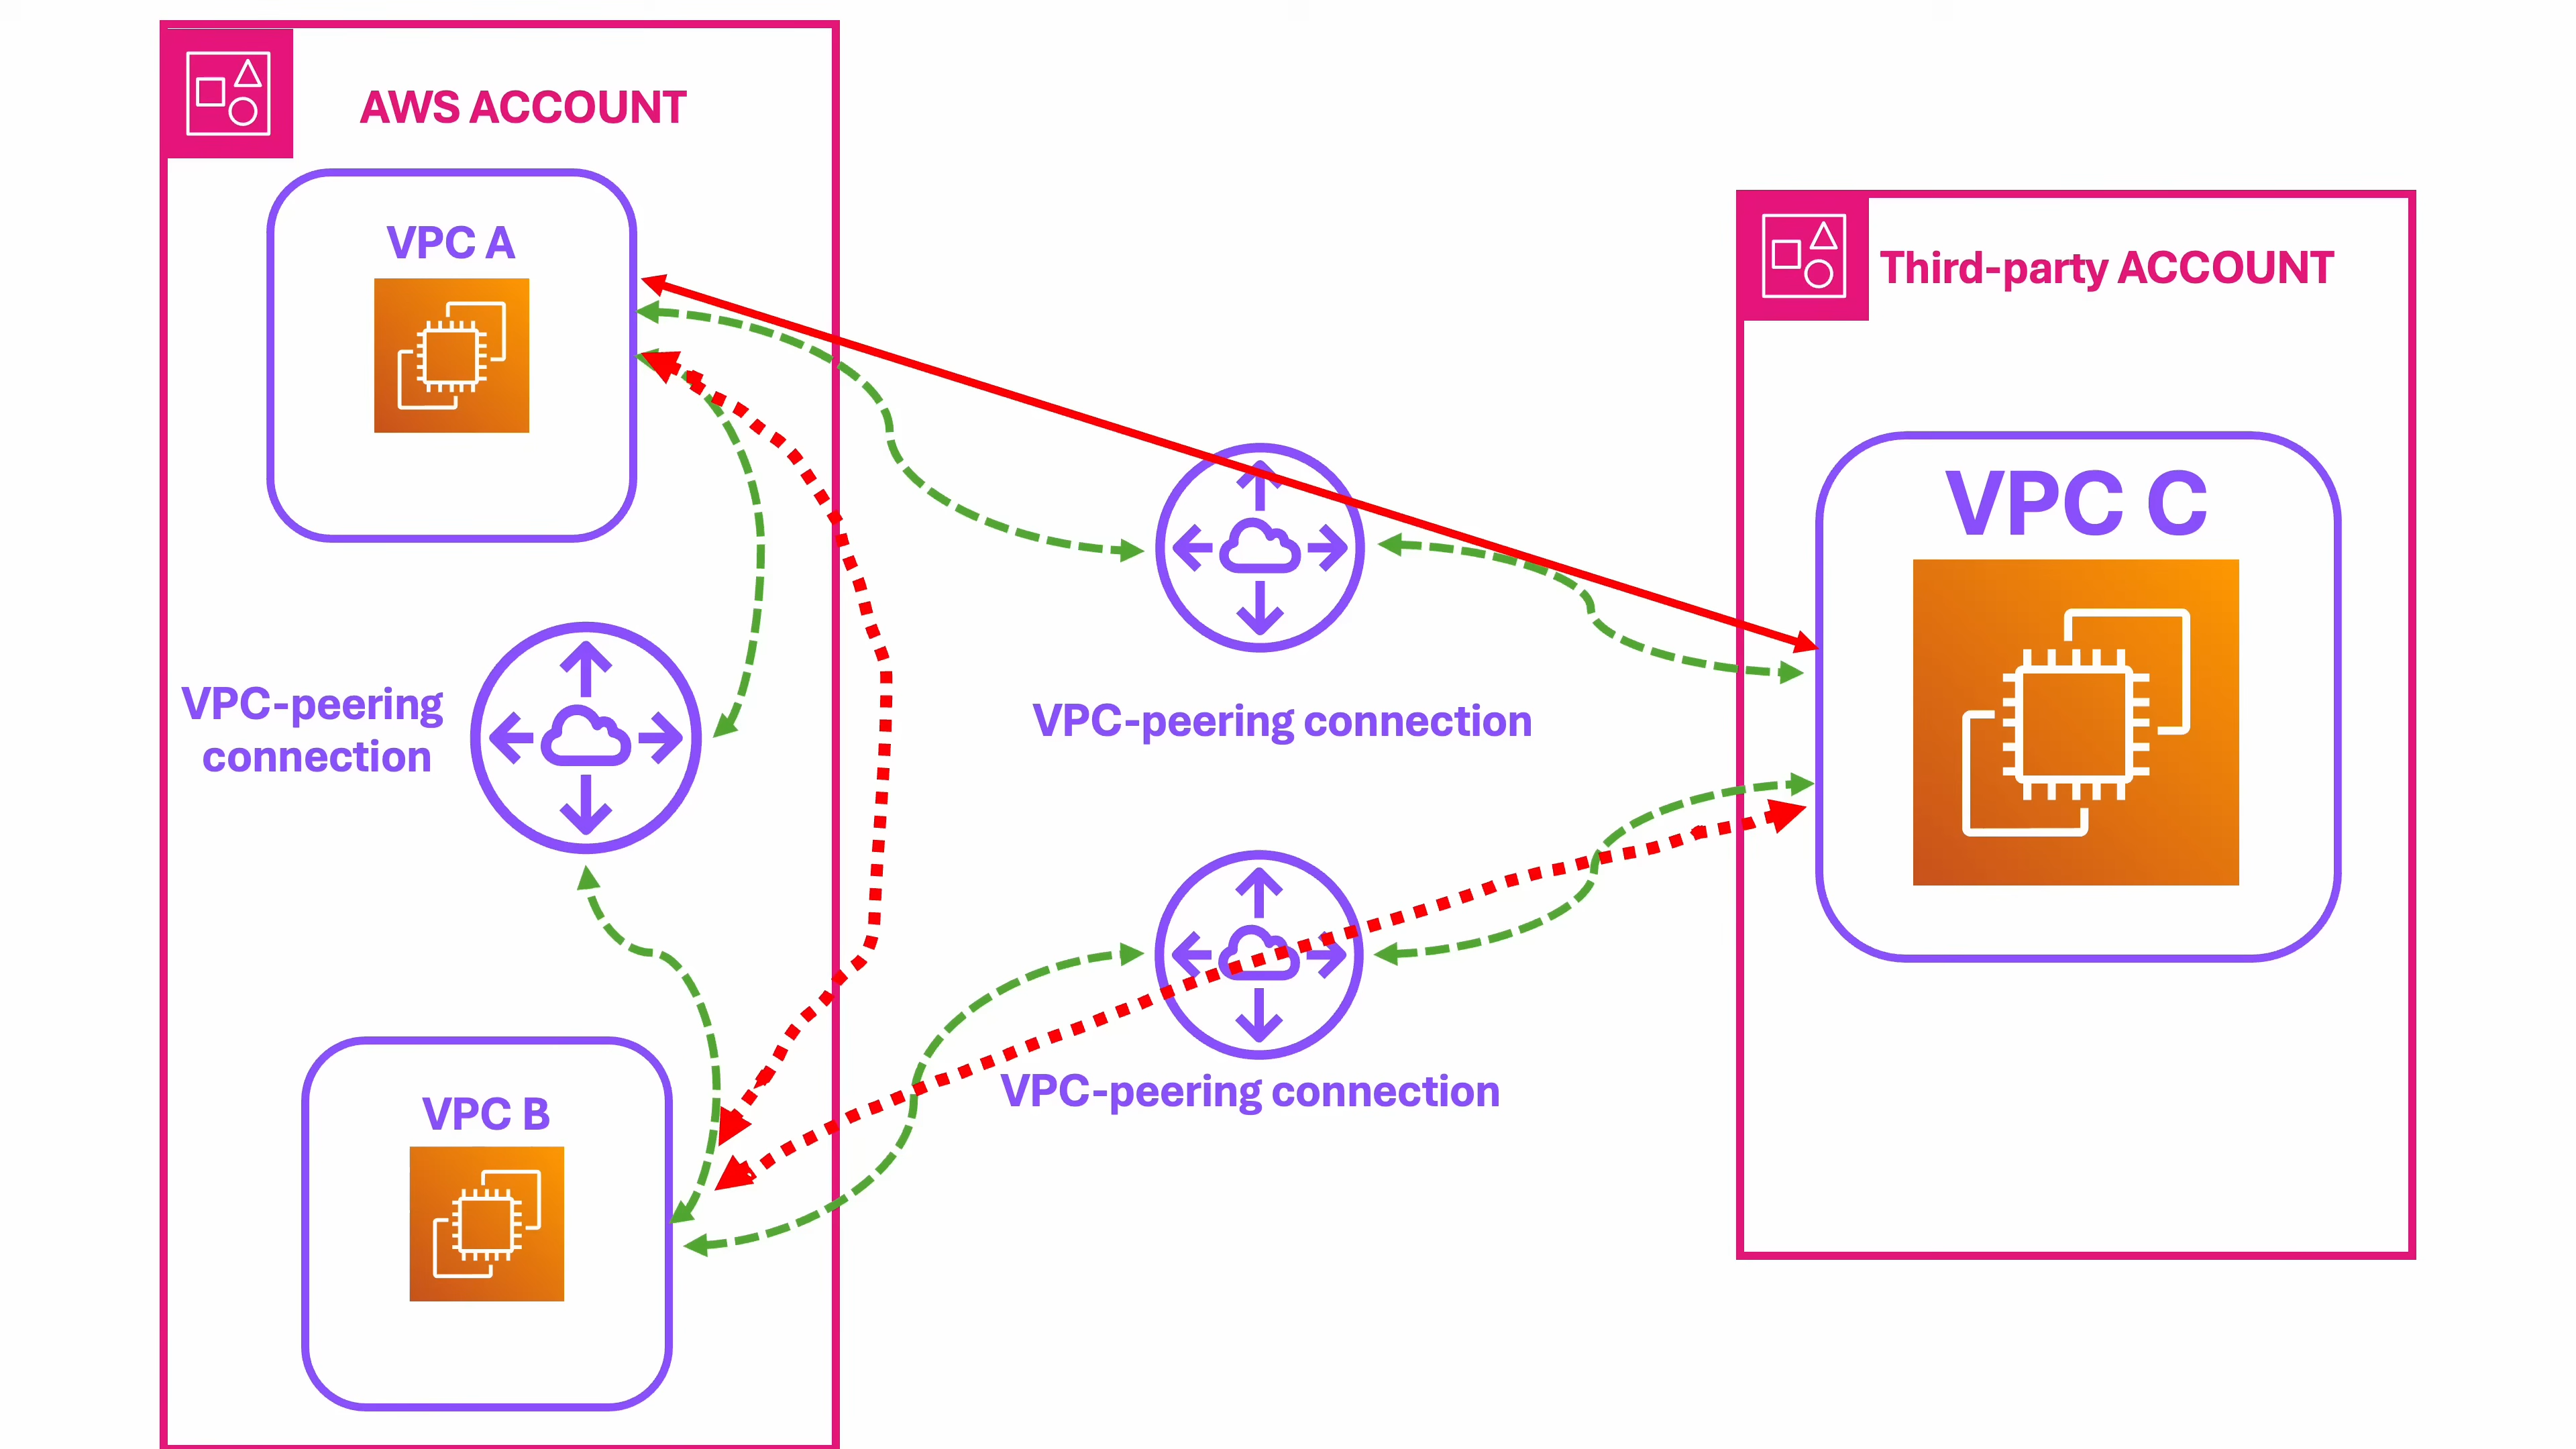 AWS ACCOUNT
VPC A
Third-party ACCOUNT
VPC C
VPC-peering
connection
VPC-peering connection
VPC-peering connection
VPC B